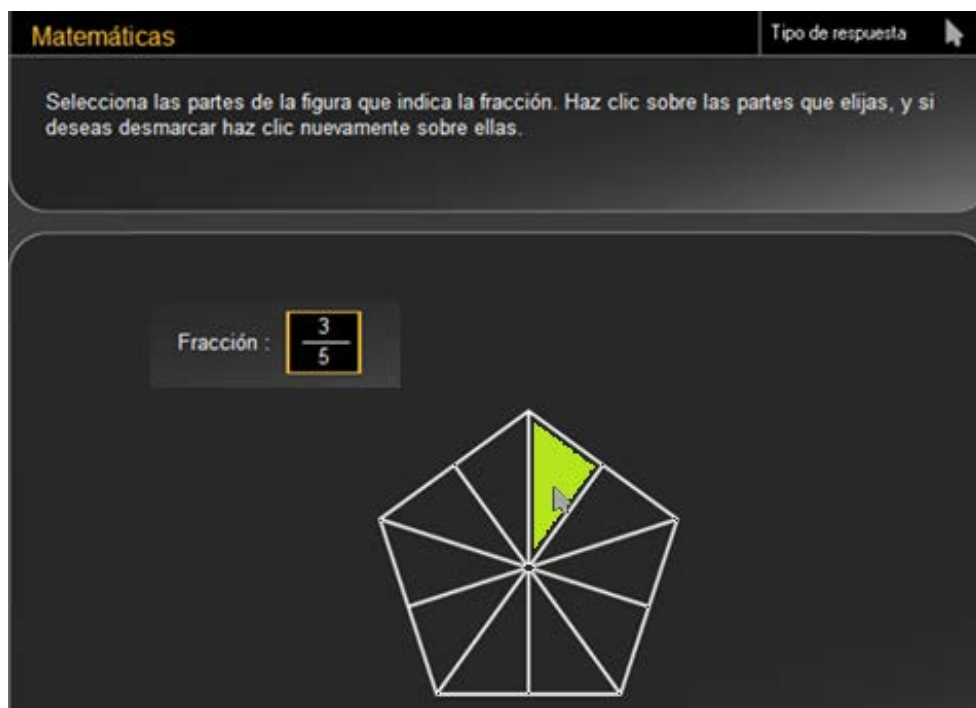 Matemáticas
Tipo de respuesta
Selecciona las partes de la figura que indica la fracción. Haz clic sobre las partes que elijas, y si
deseas desmarcar haz clic nuevamente sobre ellas.
Fracción :
3
5